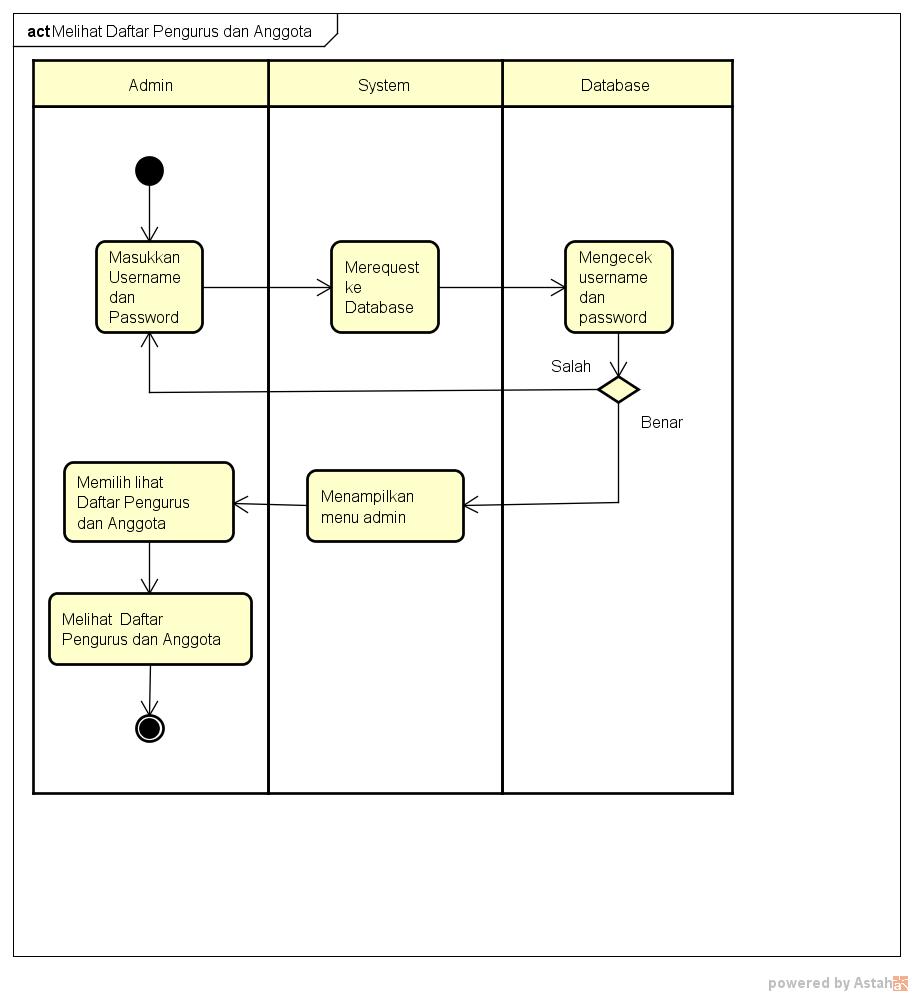 act Melihat Daftar Pengurus dan Anggota
Admin
System
Database
Masukkan
Username
dan
Password
Merequest
ke
Database
Mengecek
username
dan
password
Salah
Benar
Memilih lihat
Daftar Pengurus
dan Anggota
Menampilkan
menu admin
Melihat Daftar
Pengurus dan Anggota
powered by Astah